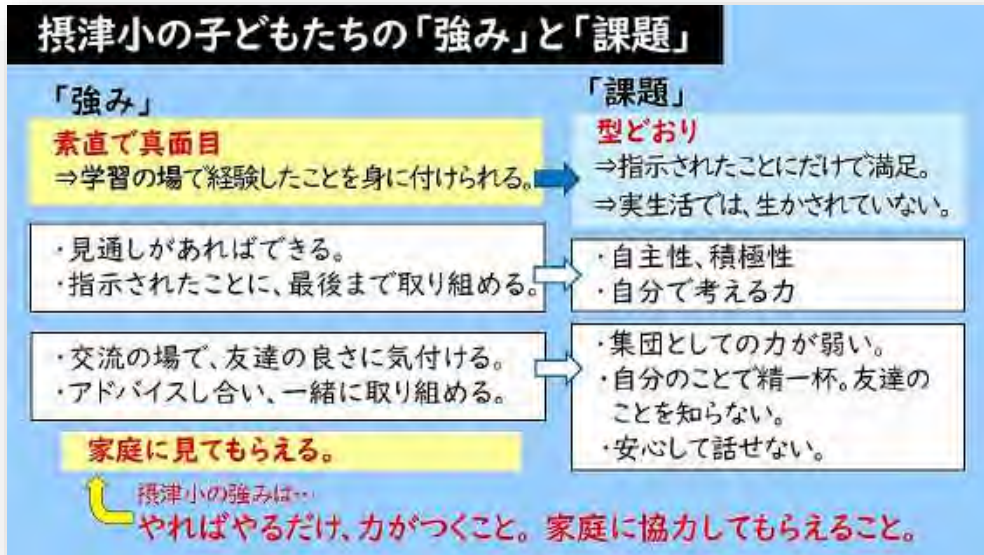 摂津小の子どもたちの「強み」と「課題」
「強み」
素直で真面目
⇒学習の場で経験したことを身に付けられる。
・見通しがあればできる。
・指示されたことに、最後まで取り組める。
・交流の場で、友達の良さに気付ける。
・アドバイスし合い、一緒に取り組める。
家庭に見てもらえる。
「課題」
型どおり
⇒指示されたことにだけで満足。
⇒実生活では、生かされていない。
・自主性、積極性
・自分で考える力
・集団としての力が弱い。
・自分のことで精一杯。友達の
ことを知らない。
・安心して話せない。
摂津小の強みは…
やればやるだけ、力がつくこと。家庭に協力してもらえること。